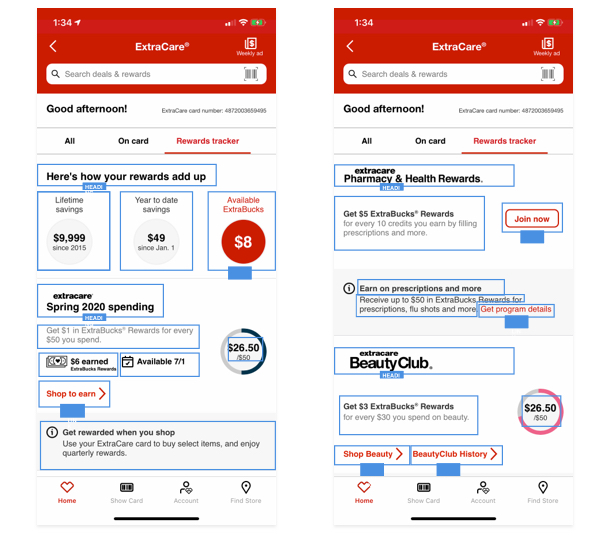 1:34
ExtraCare®
Weekly ad
Search deals & rewards
Good afternoon!
ExtraCare card number: 4872003659495
All
On card
Rewards tracker
Here's how your rewards add up
HEADI
Lifetime
savings
$9,999
since 2015
Year to date
savings
$49
since Jan. 1
Available
ExtraBucks
$8
extracare
Spring 2020 spending
HEADI
Get $1 in ExtraBucks® Rewards for every
$50 you spend.
$6 earned
ExtraBucks Rewards
Available 7/1
$26.50
/$50
Shop to earn
Get rewarded when you shop
Use your ExtraCare card to buy select items, and enjoy
quarterly rewards.
Home
Show Card
Account
Find Store
1:34
ExtraCare®
Weekly ad
Search deals & rewards
Good afternoon!
ExtraCare card number: 4872003659495
All
On card
Rewards tracker
extracare
Pharmacy & Health Rewards.
HEADI
Get $5 ExtraBucks® Rewards
for every 10 credits you earn by filling
prescriptions and more.
Join now
Earn on prescriptions and more
Receive up to $50 in ExtraBucks Rewards for
prescriptions, flu shots and more
Get program details
extracare
BeautyClub®
HEADI
Get $3 ExtraBucks® Rewards
for every $30 you spend on beauty.
$26.50
/$50
Shop Beauty
BeautyClub History
Home
Show Card
Account
Find Store